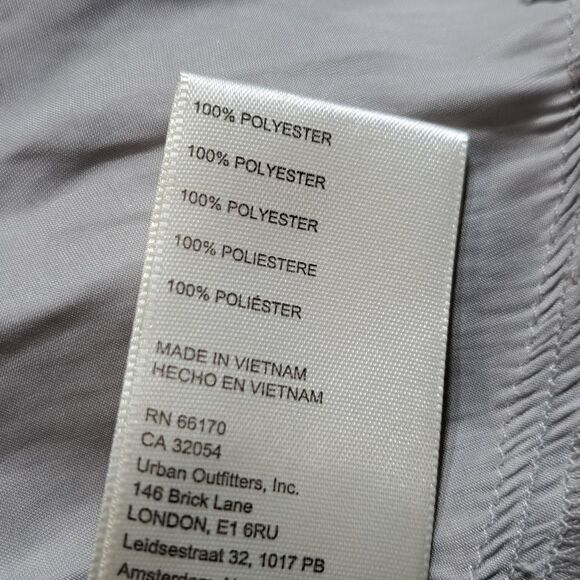 100% POLYESTER
100% POLYESTER
100% POLYESTER
100% POLIESTERE
100% POLIÉSTER
MADE IN VIETNAM
HECHO EN VIETNAM
RN 66170
CA 32054
Urban Outfitters, Inc.
146 Brick Lane
LONDON, E1 6RU
Leidsestraat 32, 1017 PB
Amsterdam